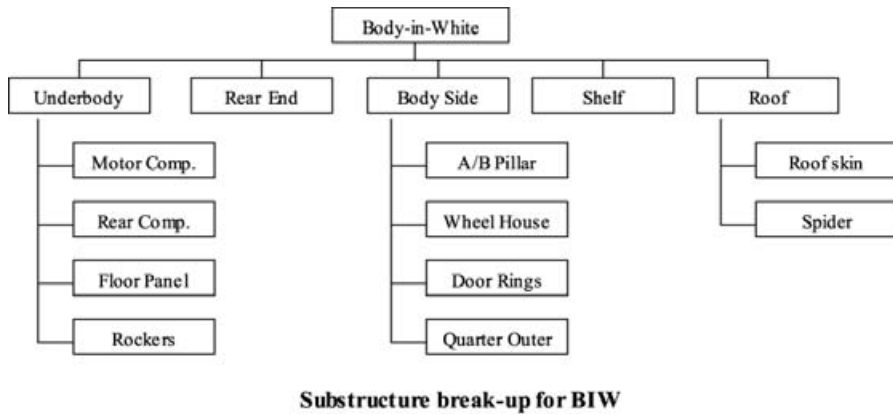 Body-in-White
Underbody
Rear End
Body Side
Shelf
Roof
Motor Comp.
A/B Pillar
Roof skin
Rear Comp.
Wheel House
Spider
Floor Panel
Door Rings
Rockers
Quarter Outer
Substructure break-up for BIW